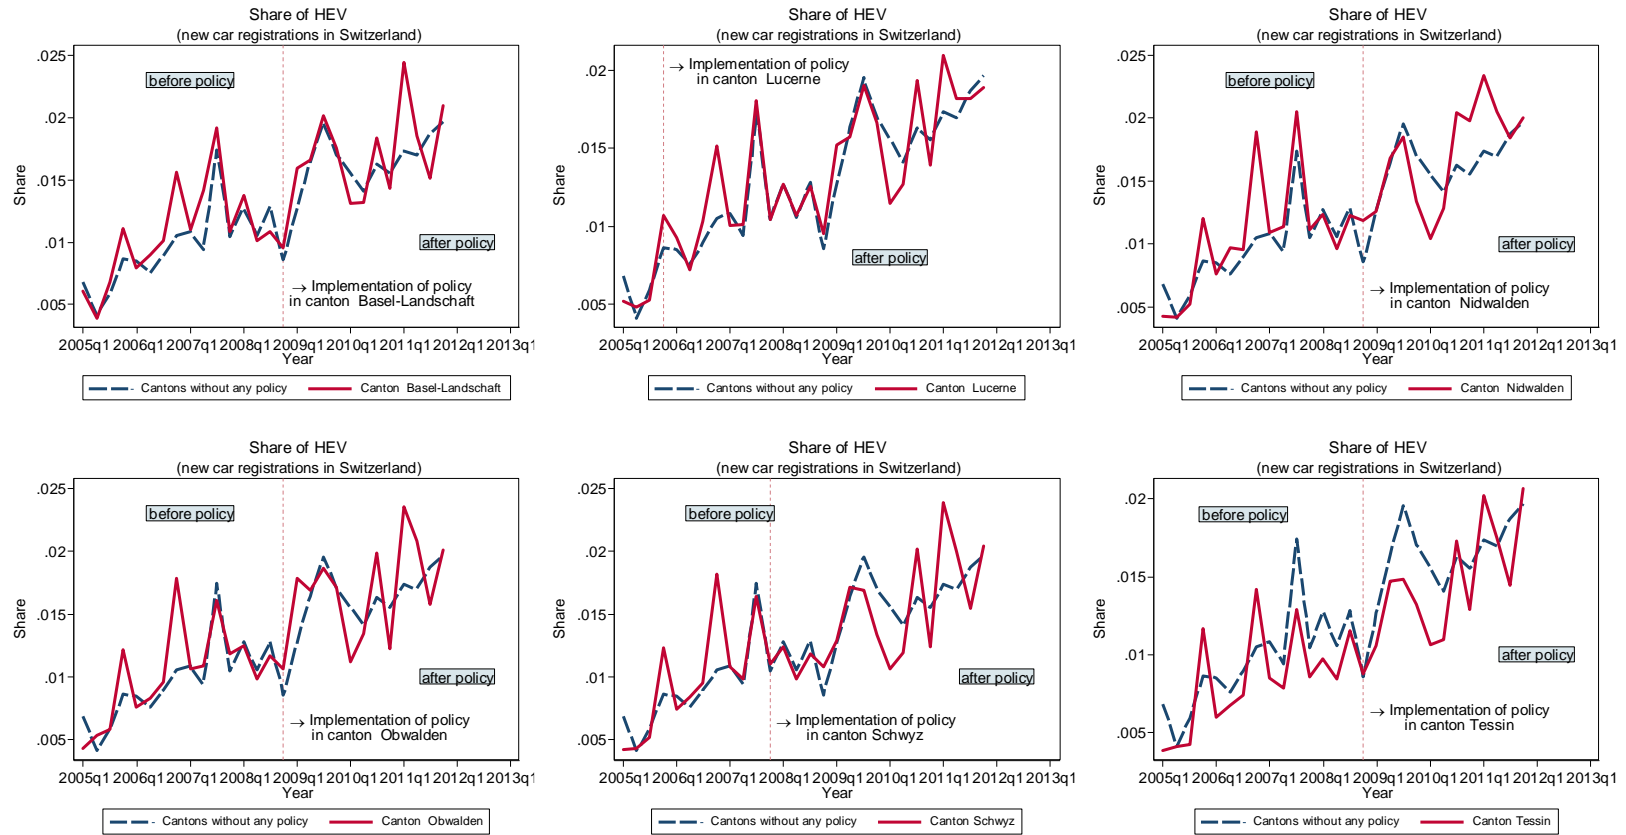 Share of HEV
(new car registrations in Switzerland)
.025
.02
.015
.01
.005
Share
before policy
after policy
→ Implementation of policy
in canton Basel-Landschaft
2005q1 2006q1 2007q1 2008q1 2009q1 2010q1 2011q1 2012q1 2013q1
Year
Cantons without any policy Canton Basel-Landschaft
Share of HEV
(new car registrations in Switzerland)
.02
.015
.01
.005
Share
→ Implementation of policy
in canton Lucerne
after policy
2005q1 2006q1 2007q1 2008q1 2009q1 2010q1 2011q1 2012q1 2013q1
Year
Cantons without any policy Canton Lucerne
Share of HEV
(new car registrations in Switzerland)
.025
.02
.015
.01
.005
Share
before policy
after policy
→ Implementation of policy
in canton Nidwalden
2005q1 2006q1 2007q1 2008q1 2009q1 2010q1 2011q1 2012q1 2013q1
Year
Cantons without any policy Canton Nidwalden
Share of HEV
(new car registrations in Switzerland)
.025
.02
.015
.01
.005
Share
before policy
after policy
→ Implementation of policy
in canton Obwalden
2005q1 2006q1 2007q1 2008q1 2009q1 2010q1 2011q1 2012q1 2013q1
Year
Cantons without any policy Canton Obwalden
Share of HEV
(new car registrations in Switzerland)
.025
.02
.015
.01
.005
Share
before policy
after policy
→ Implementation of policy
in canton Schwyz
2005q1 2006q1 2007q1 2008q1 2009q1 2010q1 2011q1 2012q1 2013q1
Year
Cantons without any policy Canton Schwyz
Share of HEV
(new car registrations in Switzerland)
.02
.015
.01
.005
Share
before policy
after policy
→ Implementation of policy
in canton Tessin
2005q1 2006q1 2007q1 2008q1 2009q1 2010q1 2011q1 2012q1 2013q1
Year
Cantons without any policy Canton Tessin